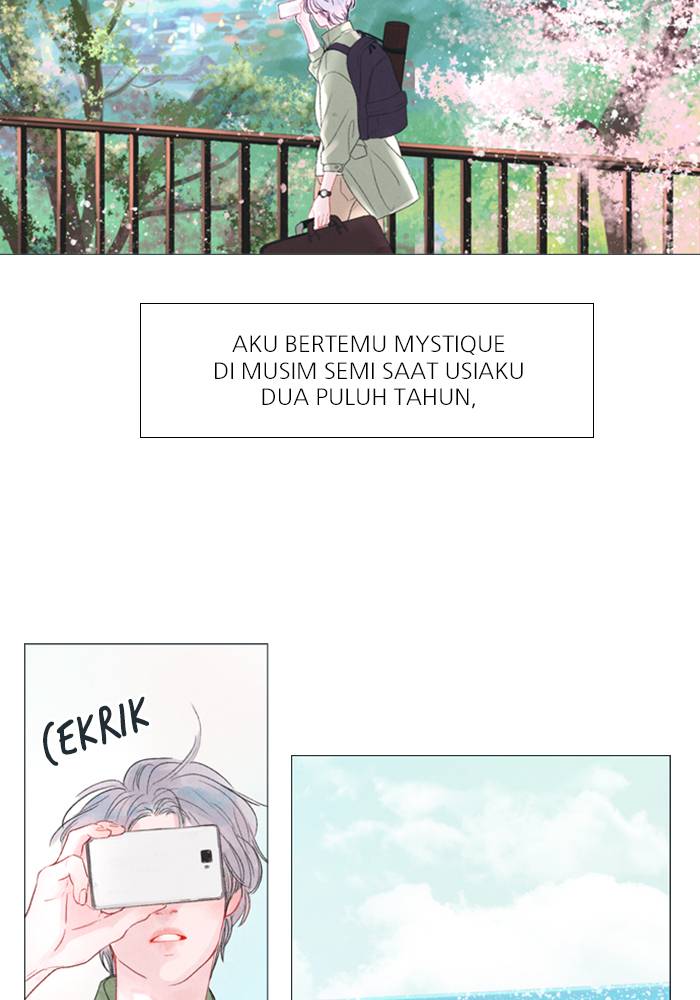 AKU BERTEMU MYSTIQUE
DI MUSIM SEMI SAAT USIAKU
DUA PULUH TAHUN,
CEKRIK